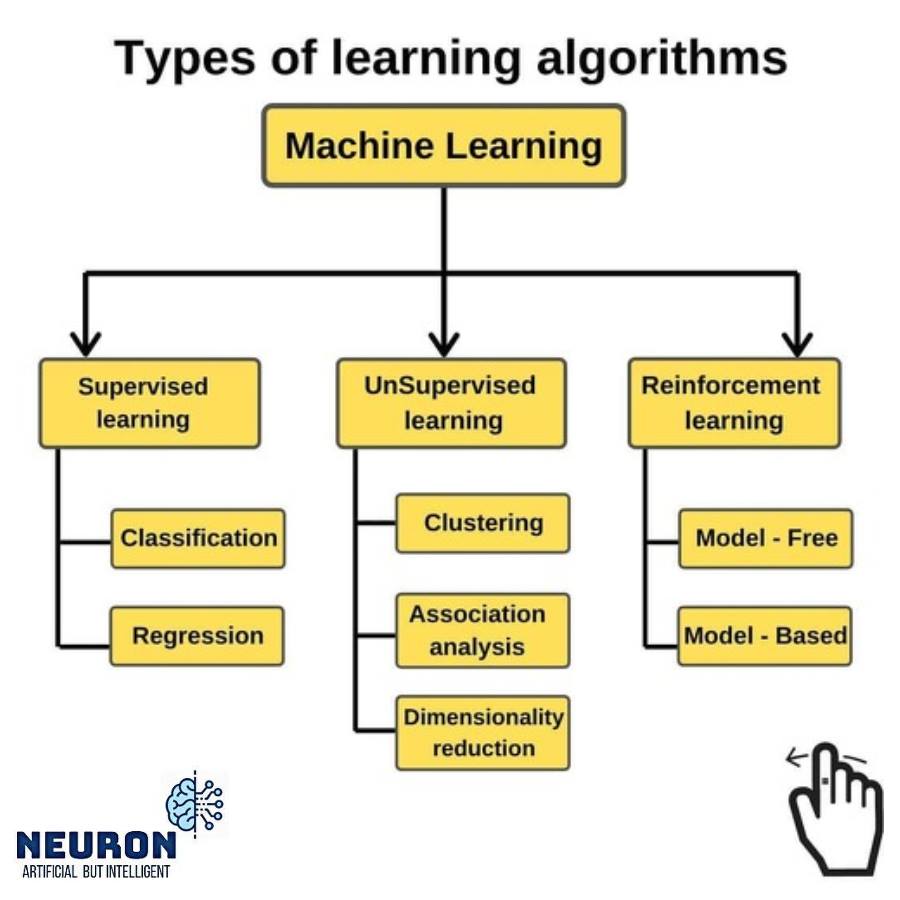 Types of learning algorithms
Machine Learning
Supervised
learning
Classification
Regression
UnSupervised
learning
Clustering
Association
analysis
Dimensionality
reduction
Reinforcement
learning
Model - Free
Model - Based
NEURON
ARTIFICIAL BUT INTELLIGENT